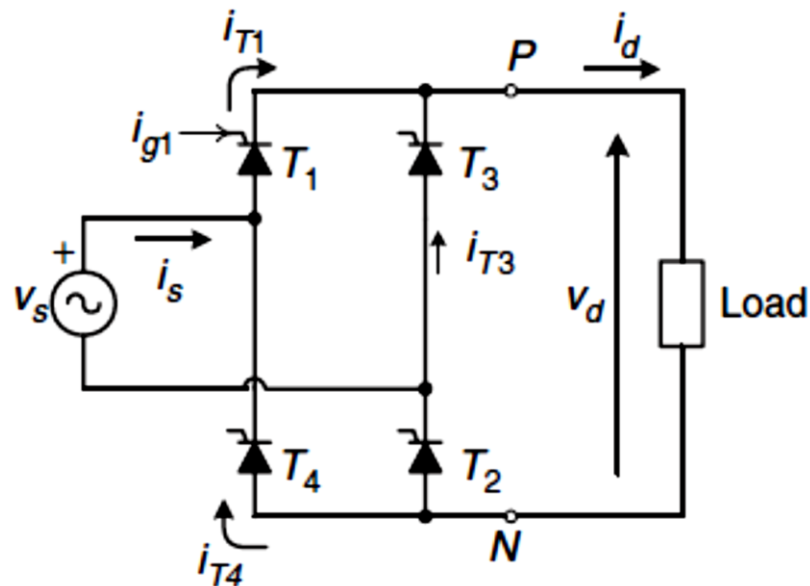 i_T1
P
i_d
i_g1
T_1
T_3
+
i_s
i_T3
v_s
v_d
Load
T_4
T_2
i_T4
N